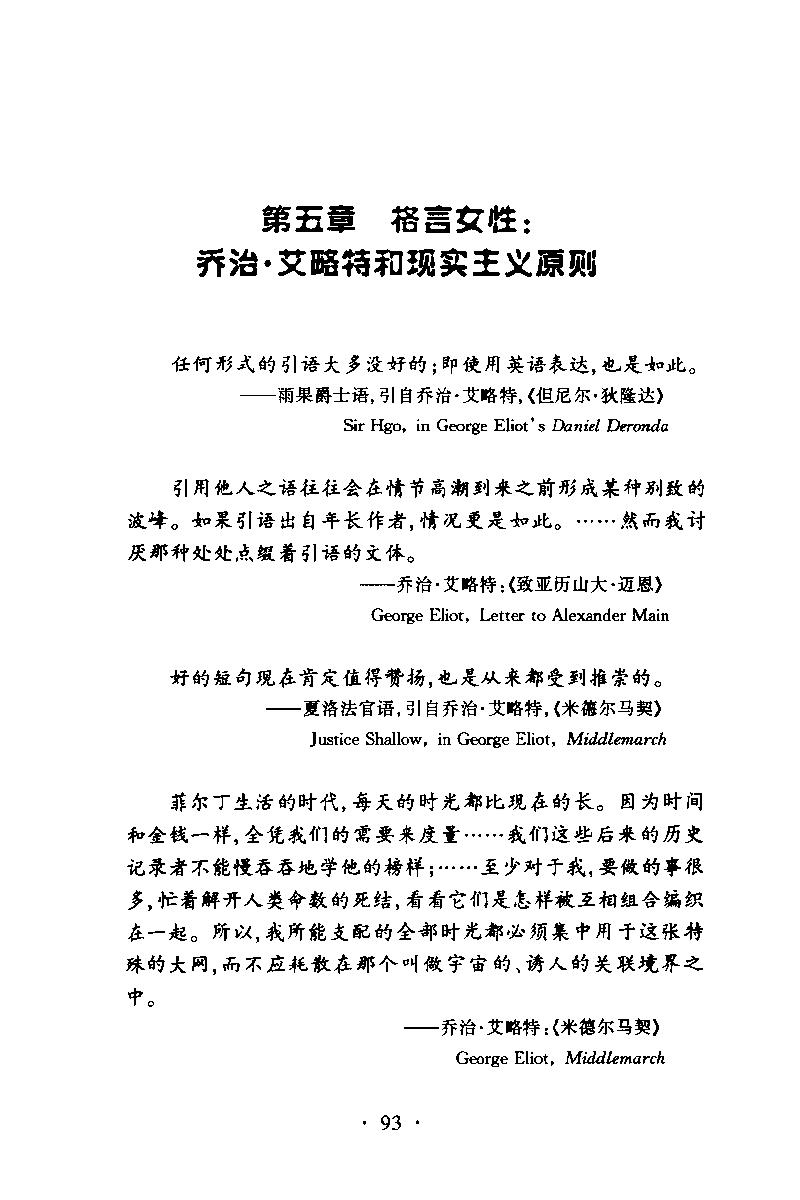 第五章　格言女性：
乔治·艾略特和现实主义原则
任何形式的引语大多没好的；即使用英语表达，也是如此。
——雨果爵士语，引自乔治·艾略特，《但尼尔·狄隆达》
Sir Hgo, in George Eliot's Daniel Deronda
引用他人之语往往会在情节高潮到来之前形成某种别致的
波峰。如果引语出自年长作者，情况更是如此。……然而我讨
厌那种处处点缀着引语的文体。
——乔治·艾略特：《致亚历山大·迈恩》
George Eliot, Letter to Alexander Main
好的短句现在肯定值得赞扬，也是从来都受到推崇的。
——夏洛法官语，引自乔治·艾略特，《米德尔马契》
Justice Shallow, in George Eliot, Middlemarch
菲尔丁生活的时代，每天的时光都比现在的长。因为时间
和金钱一样，全凭我们的需要来度量……我们这些后来的历史
记录者不能慢吞吞地学他的榜样；……至少对于我，要做的事很
多，忙着解开人类命数的死结，看看它们是怎样被互相组合编织
在一起。所以，我所能支配的全部时光都必须集中用于这张特
殊的大网，而不应耗散在那个叫做宇宙的、诱人的关联境界之
中。
——乔治·艾略特：《米德尔马契》
George Eliot, Middlemarch
· 93 ·